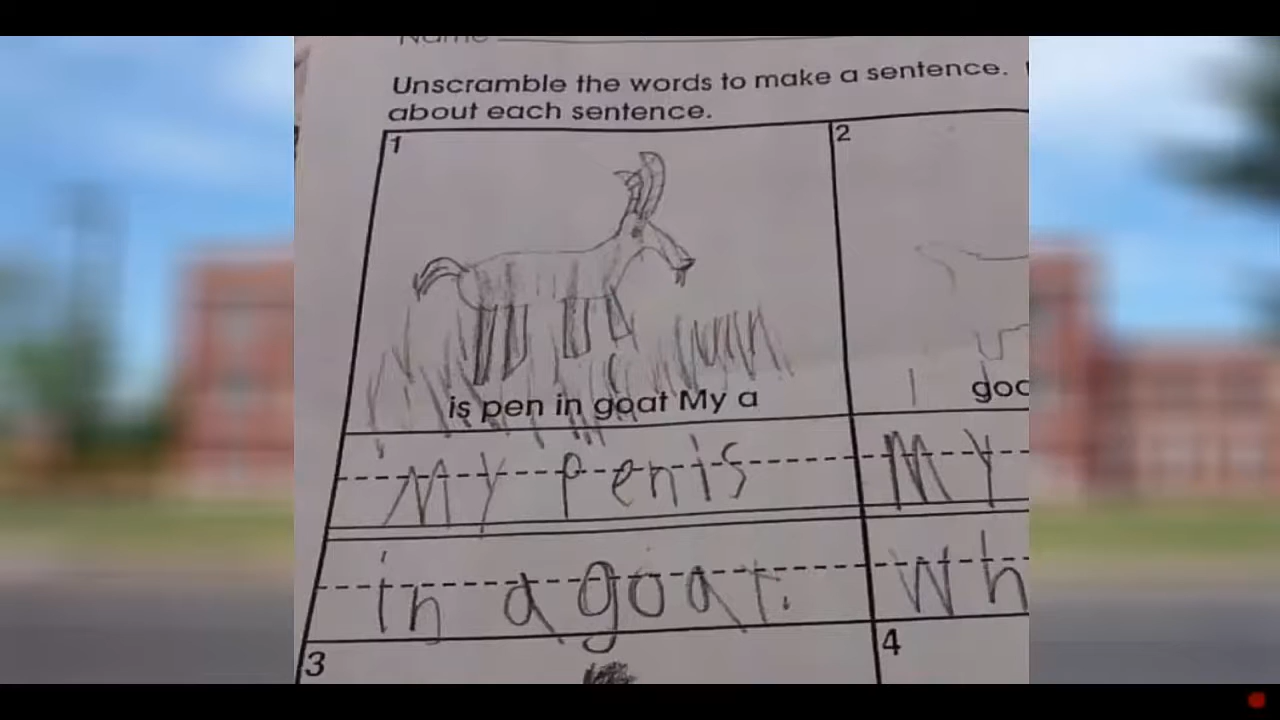 Name
Unscramble the words to make a sentence.
about each sentence.
1
2
is pen in goat My a
My penis
in a goat.
My
Wh
3
4